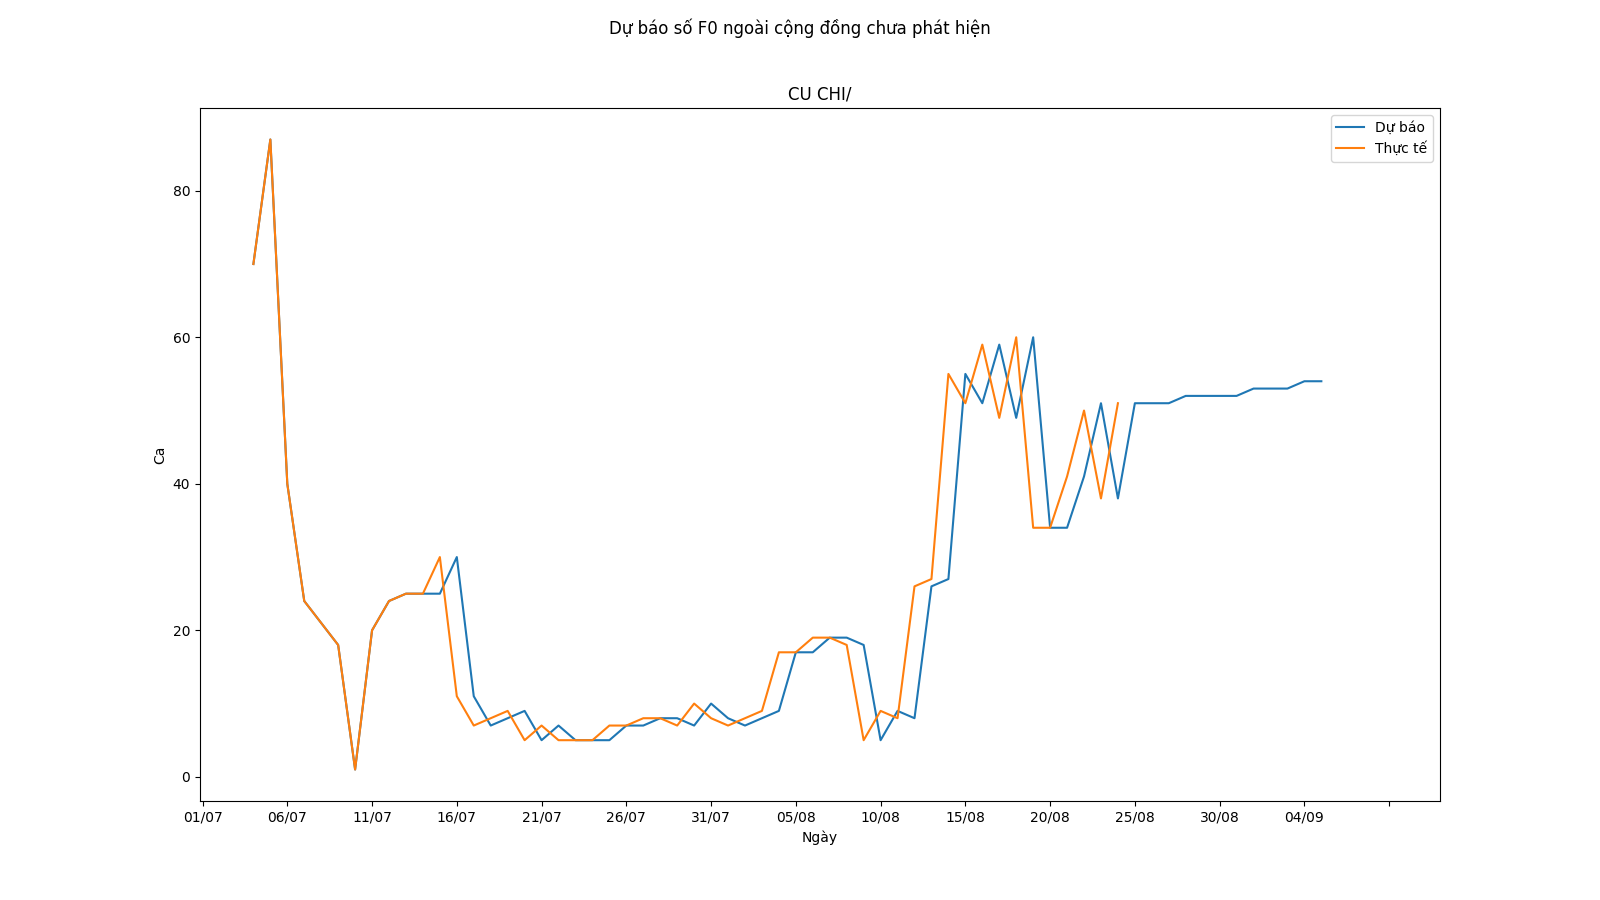 Dự báo số F0 ngoài cộng đồng chưa phát hiện
CU CHI/
Dự báo
Thực tế
80
60
40
20
0
Ca
01/07 06/07 11/07 16/07 21/07 26/07 31/07 05/08 10/08 15/08 20/08 25/08 30/08 04/09
Ngày